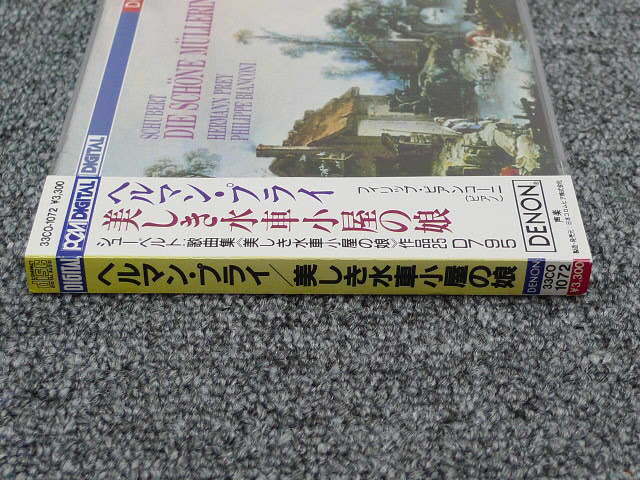 SCHUBERT
DIE SCHÖNE MÜLLERIN
HERMANN PREY
PHILIPPE BIANCONI
33CO-1072 ¥3,300
PCM DIGITAL
DIGITAL
ヘルマン・プライ
美しき水車小屋の娘
シューベルト:歌曲集《美しき水車小屋の娘》作品25 D795
フィリップ・ビアンコーニ
(ピアノ)
DENON
声楽
DIGITAL
ヘルマン・プライ/美しき水車小屋の娘
DENON
33CO
1072
¥3,300